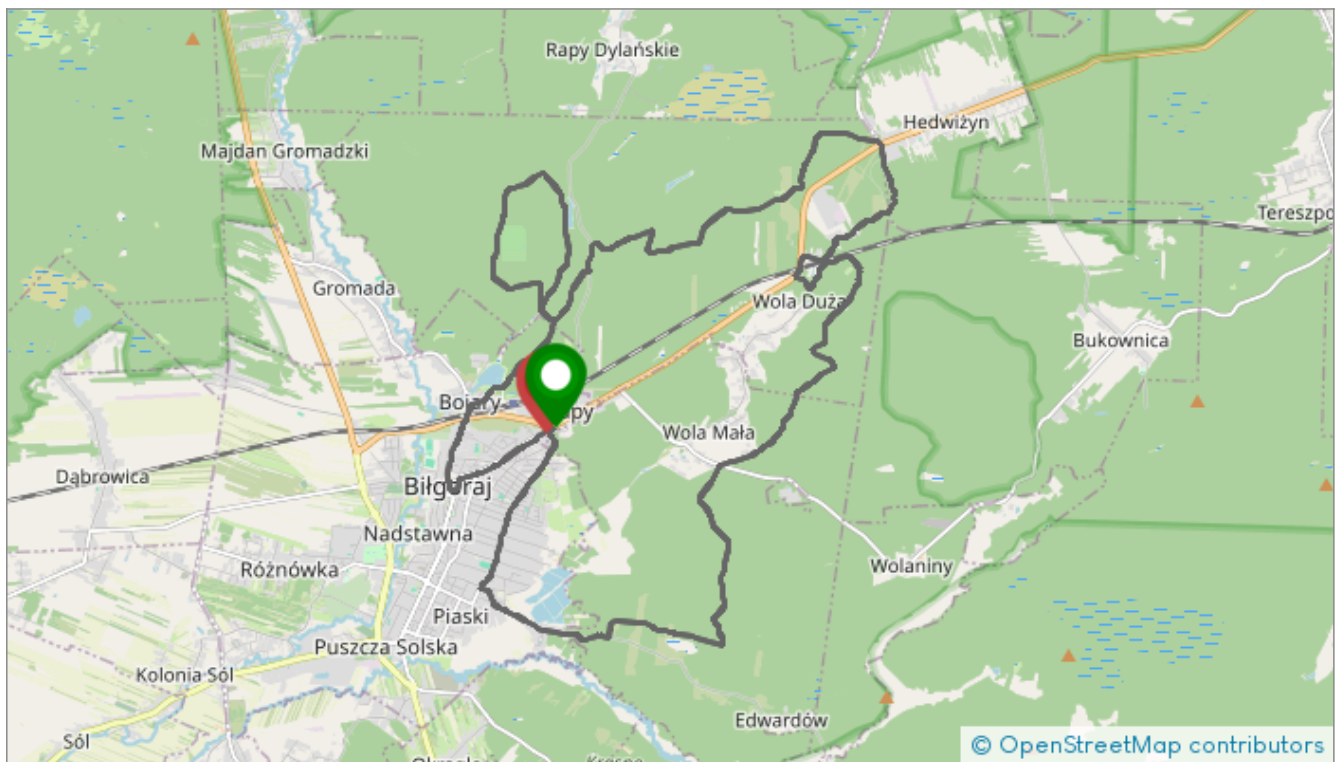 Rapy Dylańskie
Hedwiżyn
Majdan Gromadzki
Tereszpo
Gromada
Wola Duża
Bukownica
Bojary
Wola Mała
Dąbrowica
Biłgoraj
Nadstawna
Różnówka
Wolaniny
Piaski
Puszcza Solska
Kolonia Sól
Edwardów
Sól
© OpenStreetMap contributors